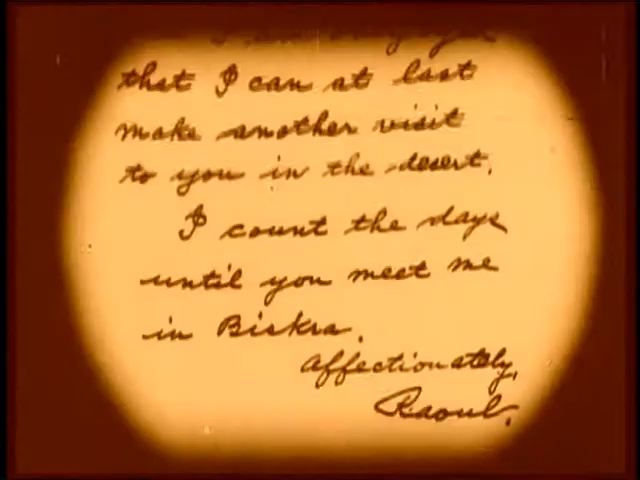 that I can at last
make another visit
to you in the desert.
I count the days
until you meet me
in Biskra.
Affectionately,
Raoul.